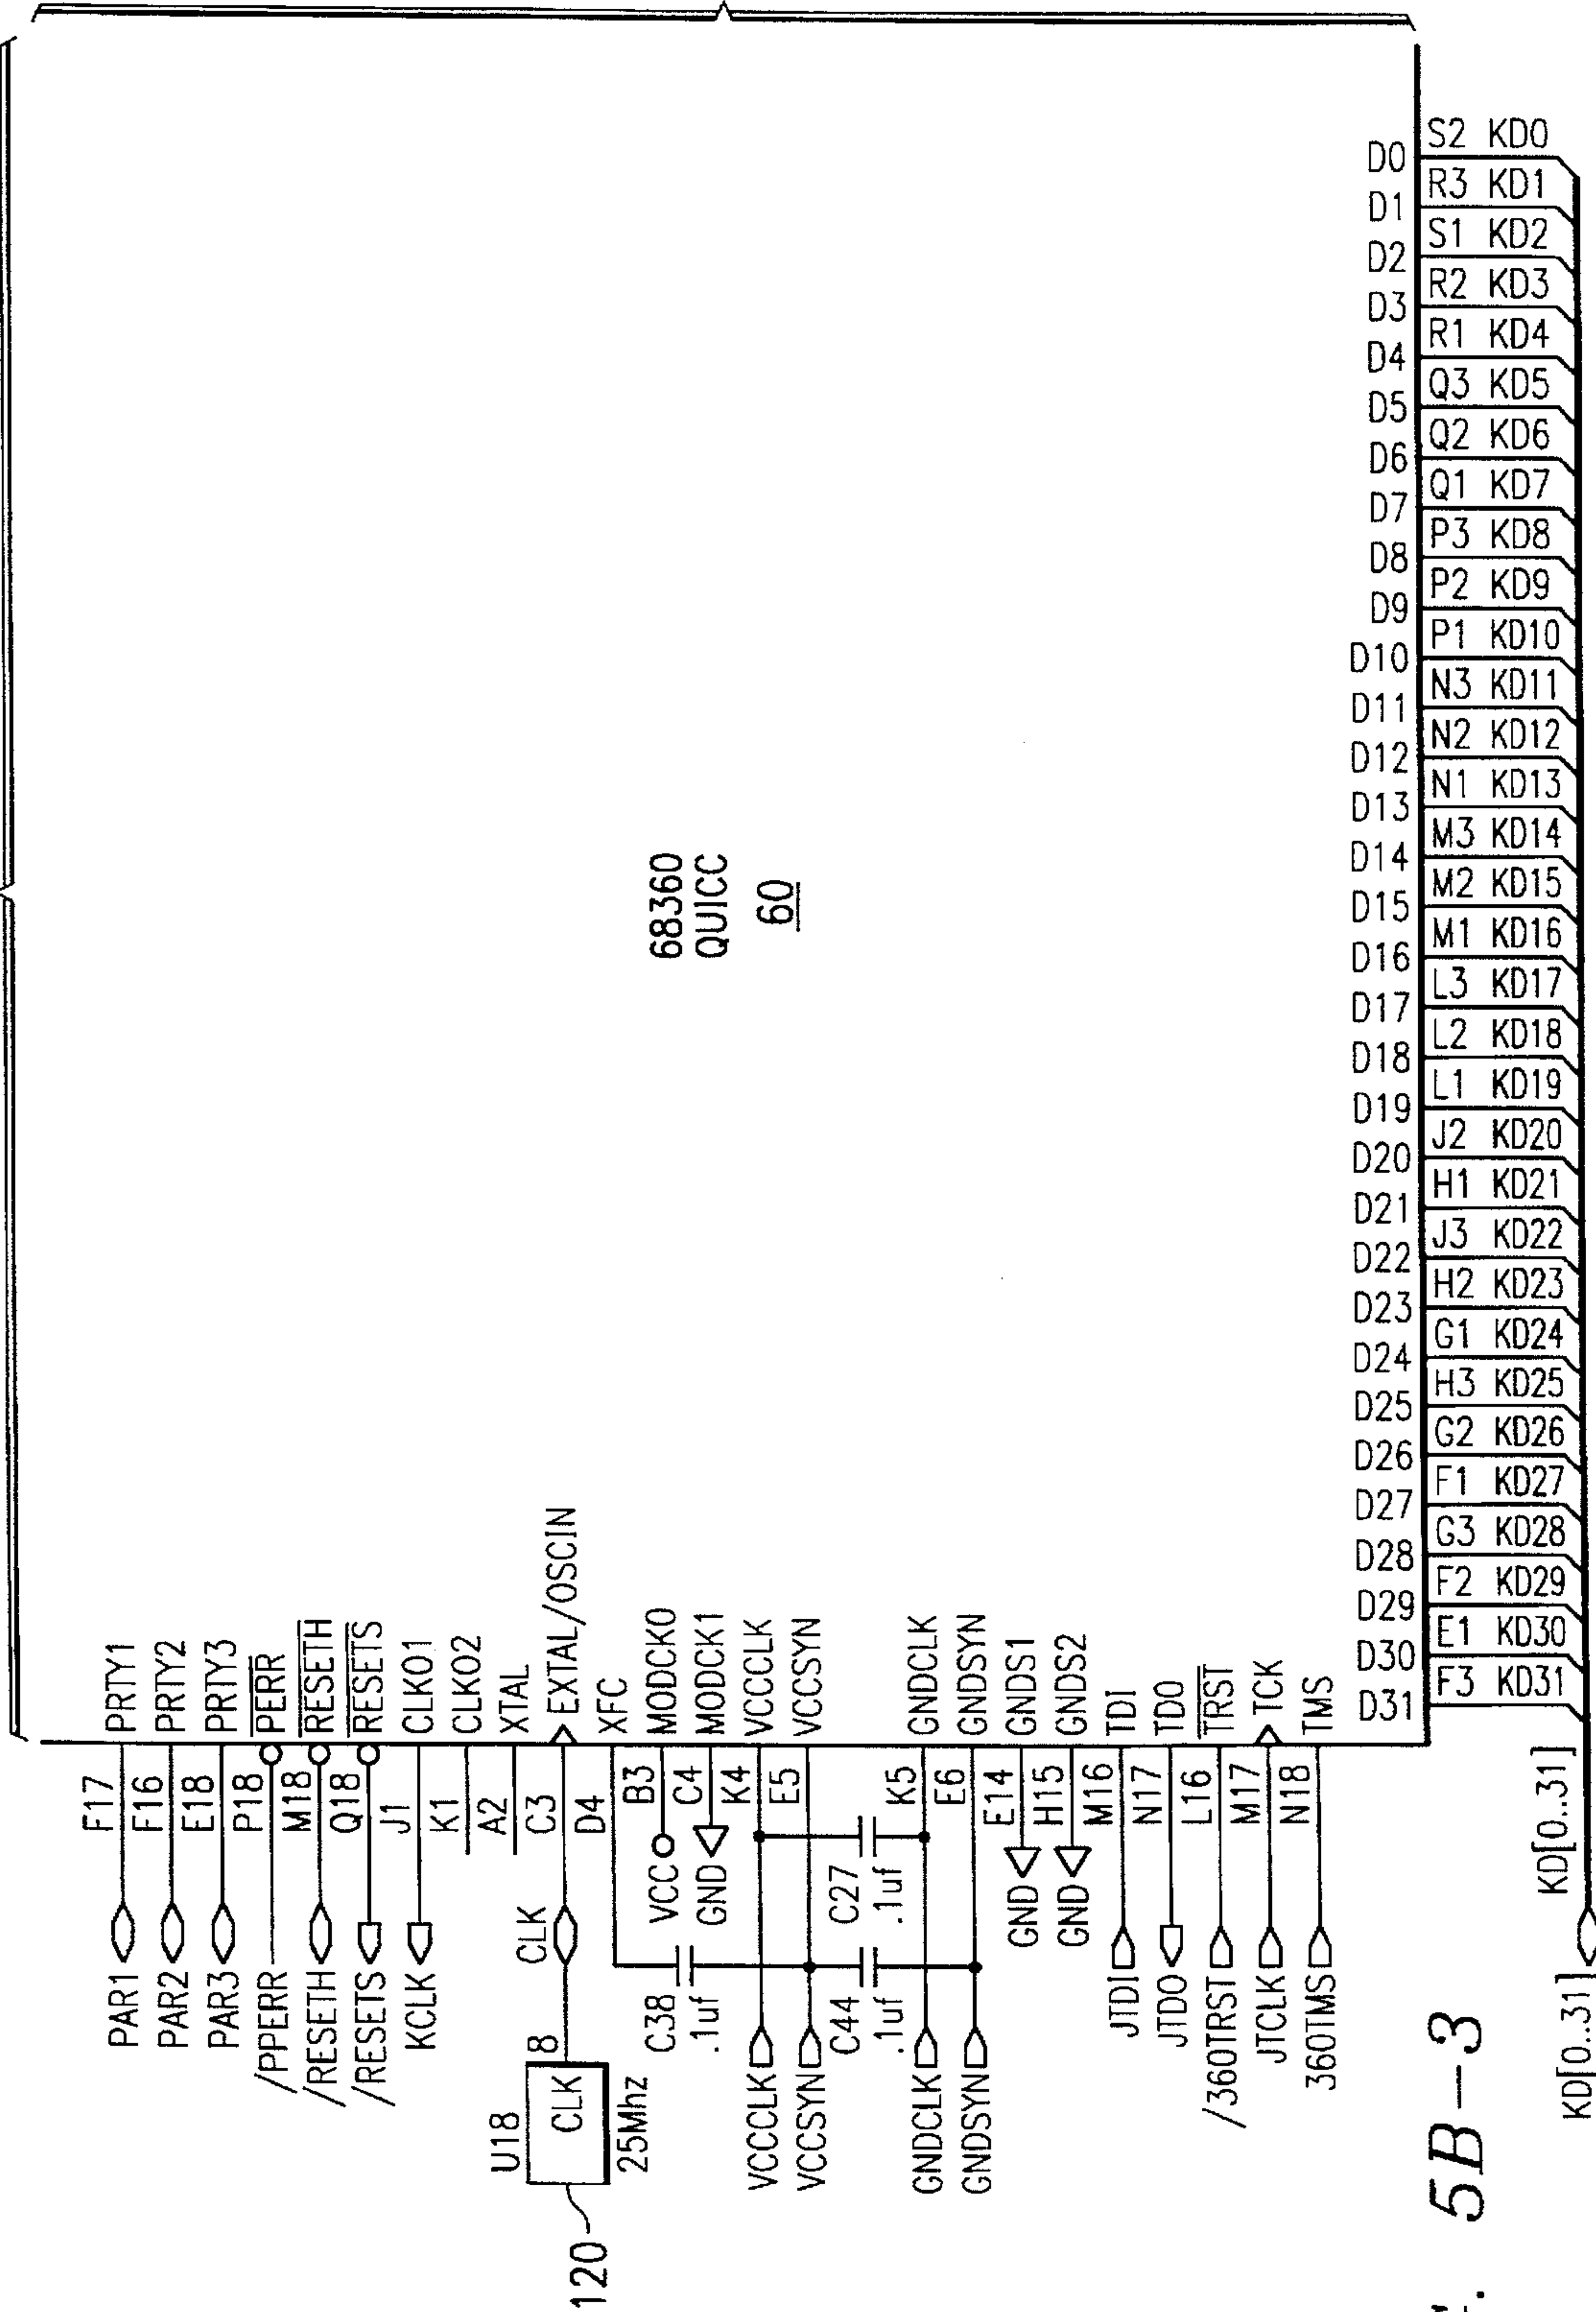 PAR1 F17 PRTY1
PAR2 F16 PRTY2
PAR3 E18 PRTY3
/PPERR P18 PERR
/RESETH M18 RESETH
/RESETS Q18 RESETS
KCLK J1 CLKO1
K1 CLKO2
A2 XTAL
U18 CLK 8 CLK C3 EXTAL/OSCIN
25Mhz
120
D4 XFC
VCC B3 MODCK0
GND C4 MODCK1
C38 .1uf
C27 .1uf
C44 .1uf
VCCCLK K4 VCCCLK
VCCSYN E5 VCCSYN
GNDCLK K5 GNDCLK
GNDSYN E6 GNDSYN
GND E14 GNDS1
GND H15 GNDS2
JTDI M16 TDI
JTDO N17 TDO
/360TRST L16 TRST
JTCLK M17 TCK
360TMS N18 TMS
68360
QUICC
60
D0 S2 KD0
D1 R3 KD1
D2 S1 KD2
D3 R2 KD3
D4 R1 KD4
D5 Q3 KD5
D6 Q2 KD6
D7 Q1 KD7
D8 P3 KD8
D9 P2 KD9
D10 P1 KD10
D11 N3 KD11
D12 N2 KD12
D13 N1 KD13
D14 M3 KD14
D15 M2 KD15
D16 M1 KD16
D17 L3 KD17
D18 L2 KD18
D19 L1 KD19
D20 J2 KD20
D21 H1 KD21
D22 J3 KD22
D23 H2 KD23
D24 G1 KD24
D25 H3 KD25
D26 G2 KD26
D27 F1 KD27
D28 G3 KD28
D29 F2 KD29
D30 E1 KD30
D31 F3 KD31
KD[0..31]
KD[0..31]
5B-3